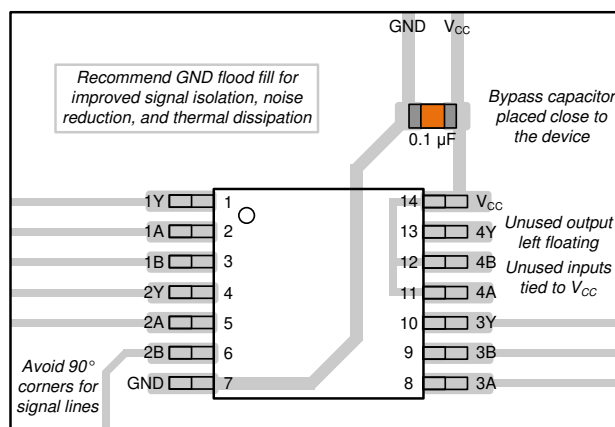 GND VCC
Recommend GND flood fill for
improved signal isolation, noise
reduction, and thermal dissipation
Bypass capacitor
placed close to
the device
0.1 µF
1Y 1 14 VCC
1A 2 13 4Y
1B 3 12 4B
2Y 4 11 4A
2A 5 10 3Y
2B 6 9 3B
GND 7 8 3A
Unused output
left floating
Unused inputs
tied to VCC
Avoid 90°
corners for
signal lines